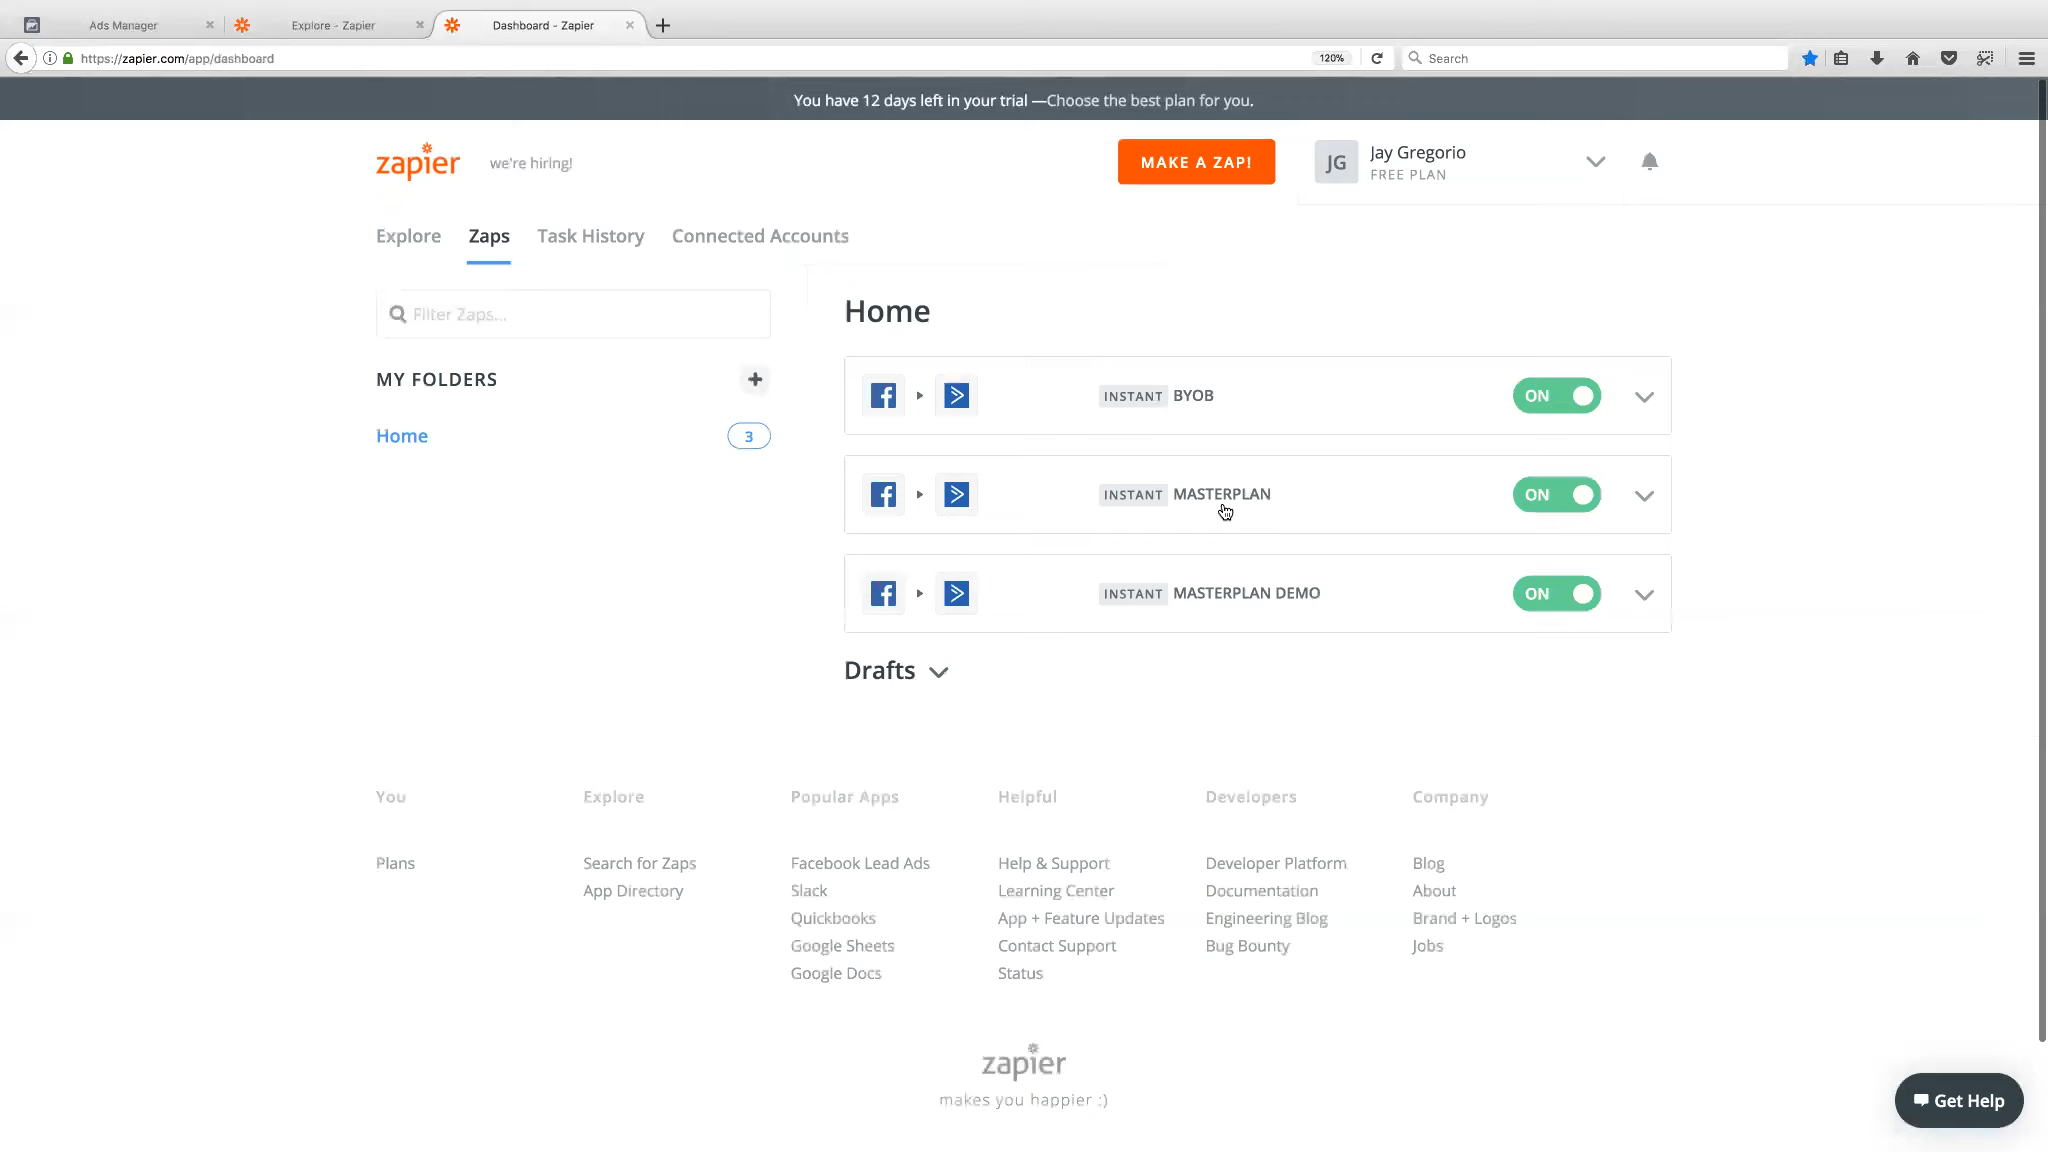 Ads Manager
Explore - Zapier
Dashboard - Zapier
https://zapier.com/app/dashboard
120%
Search
You have 12 days left in your trial —Choose the best plan for you.
zapier
we're hiring!
MAKE A ZAP!
JG
Jay Gregorio
FREE PLAN
Explore
Zaps
Task History
Connected Accounts
Filter Zaps...
MY FOLDERS
Home
3
Home
INSTANT BYOB
ON
INSTANT MASTERPLAN
ON
INSTANT MASTERPLAN DEMO
ON
Drafts
You
Plans
Explore
Search for Zaps
App Directory
Popular Apps
Facebook Lead Ads
Slack
Quickbooks
Google Sheets
Google Docs
Helpful
Help & Support
Learning Center
App + Feature Updates
Contact Support
Status
Developers
Developer Platform
Documentation
Engineering Blog
Bug Bounty
Company
Blog
About
Brand + Logos
Jobs
zapier
makes you happier :)
Get Help